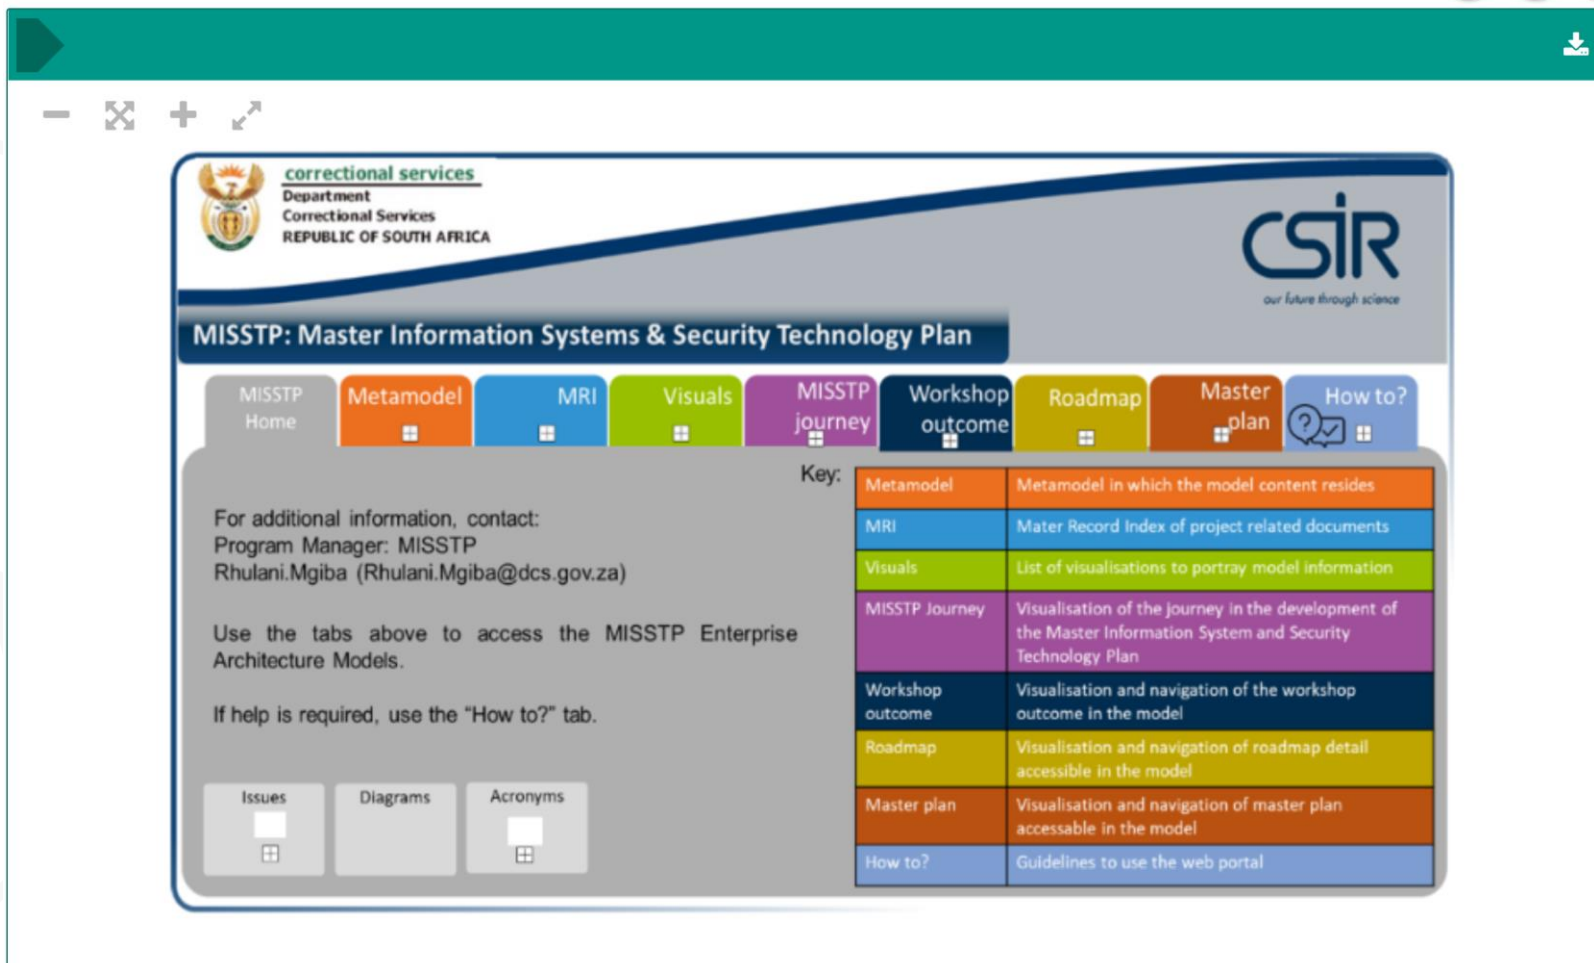 correctional services
Department
Correctional Services
REPUBLIC OF SOUTH AFRICA
CSIR
our future through science
MISSTP: Master Information Systems & Security Technology Plan
MISSTP
Home
Metamodel
MRI
Visuals
MISSTP
journey
Workshop
outcome
Roadmap
Master
plan
How to?
For additional information, contact:
Program Manager: MISSTP
Rhulani.Mgiba (Rhulani.Mgiba@dcs.gov.za)
Use the tabs above to access the MISSTP Enterprise
Architecture Models.
If help is required, use the “How to?” tab.
Issues
Diagrams
Acronyms
Key:
Metamodel
Metamodel in which the model content resides
MRI
Mater Record Index of project related documents
Visuals
List of visualisations to portray model information
MISSTP Journey
Visualisation of the journey in the development of
the Master Information System and Security
Technology Plan
Workshop
outcome
Visualisation and navigation of the workshop
outcome in the model
Roadmap
Visualisation and navigation of roadmap detail
accessible in the model
Master plan
Visualisation and navigation of master plan
accessable in the model
How to?
Guidelines to use the web portal